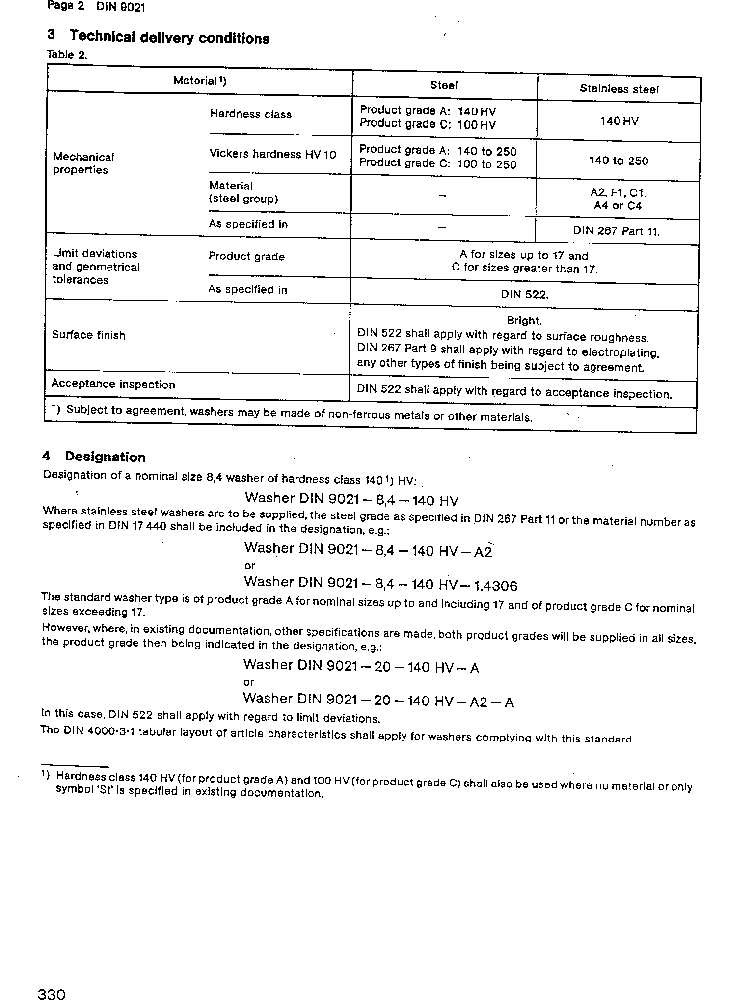 Page 2 DIN 9021
3 Technical delivery conditions
Table 2.
Material ¹) Steel Stainless steel
Mechanical properties
Hardness class
Product grade A: 140 HV
Product grade C: 100 HV
140 HV
Vickers hardness HV 10
Product grade A: 140 to 250
Product grade C: 100 to 250
140 to 250
Material
(steel group)
–
A2, F1, C1,
A4 or C4
As specified in
–
DIN 267 Part 11.
Limit deviations
and geometrical
tolerances
Product grade
A for sizes up to 17 and
C for sizes greater than 17.
As specified in
DIN 522.
Surface finish
Bright.
DIN 522 shall apply with regard to surface roughness.
DIN 267 Part 9 shall apply with regard to electroplating,
any other types of finish being subject to agreement.
Acceptance inspection
DIN 522 shall apply with regard to acceptance inspection.
¹) Subject to agreement, washers may be made of non-ferrous metals or other materials.
4 Designation
Designation of a nominal size 8,4 washer of hardness class 140 ¹) HV:
Washer DIN 9021 – 8,4 – 140 HV
Where stainless steel washers are to be supplied, the steel grade as specified in DIN 267 Part 11 or the material number as
specified in DIN 17 440 shall be included in the designation, e.g.:
Washer DIN 9021 – 8,4 – 140 HV – A2
or
Washer DIN 9021 – 8,4 – 140 HV – 1.4306
The standard washer type is of product grade A for nominal sizes up to and including 17 and of product grade C for nominal
sizes exceeding 17.
However, where, in existing documentation, other specifications are made, both product grades will be supplied in all sizes,
the product grade then being indicated in the designation, e.g.:
Washer DIN 9021 – 20 – 140 HV – A
or
Washer DIN 9021 – 20 – 140 HV – A2 – A
In this case, DIN 522 shall apply with regard to limit deviations.
The DIN 4000-3-1 tabular layout of article characteristics shall apply for washers complying with this standard.
¹) Hardness class 140 HV (for product grade A) and 100 HV (for product grade C) shall also be used where no material or only
symbol 'St' is specified in existing documentation.
330